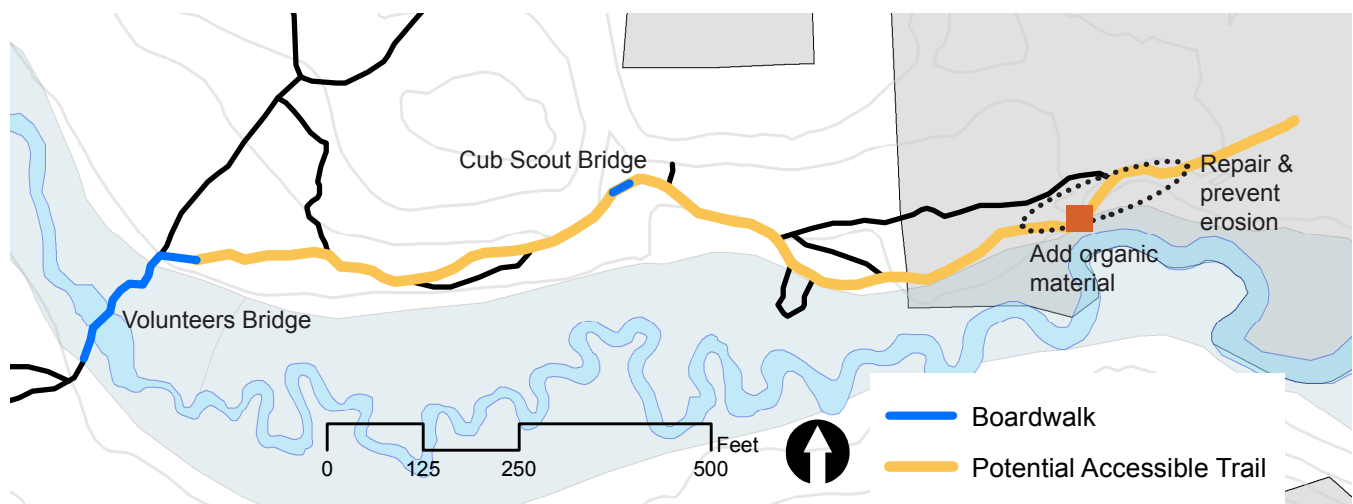 Cub Scout Bridge
Repair &
prevent
erosion
Add organic
material
Volunteers Bridge
Feet
0 125 250 500
Boardwalk
Potential Accessible Trail